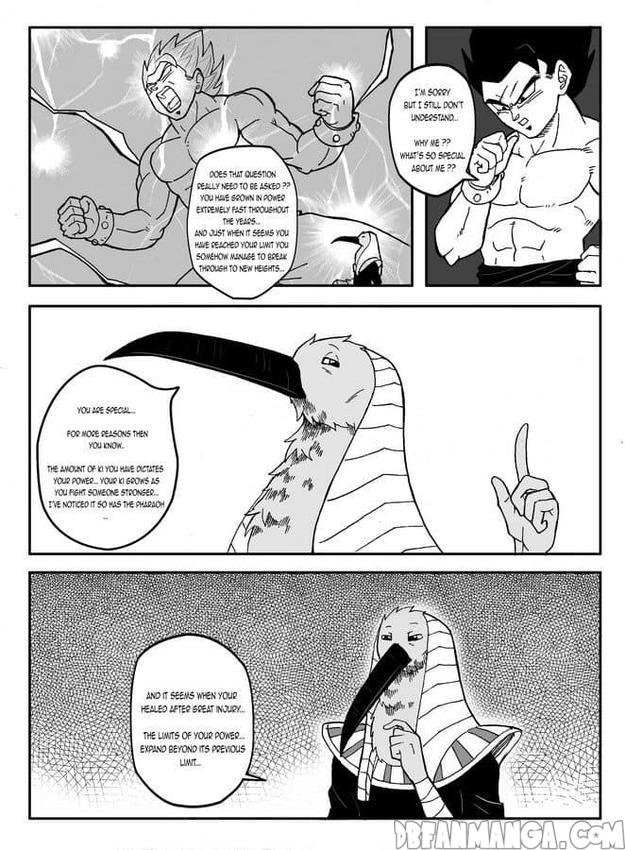 DOES THAT QUESTION
REALLY NEED TO BE ASKED ??
YOU HAVE GROWN IN POWER
EXTREMELY FAST THROUGHOUT
THE YEARS...
AND JUST WHEN IT SEEMS YOU
HAVE REACHED YOUR LIMIT YOU
SOMEHOW MANAGE TO BREAK
THROUGH TO NEW HEIGHTS...
I'M SORRY
BUT I STILL DON'T
UNDERSTAND...
WHY ME ??
WHAT'S SO SPECIAL
ABOUT ME ??
YOU ARE SPECIAL...
FOR MORE REASONS THEN
YOU KNOW.
THE AMOUNT OF KI YOU HAVE DICTATES
YOUR POWER... YOUR KI GROWS AS
YOU FIGHT SOMEONE STRONGER...
I'VE NOTICED IT SO HAS THE PHARAOH
...
AND IT SEEMS WHEN YOUR
HEALED AFTER GREAT INJURY...
THE LIMITS OF YOUR POWER...
EXPAND BEYOND ITS PREVIOUS
LIMIT...
DBFANMANGA.COM